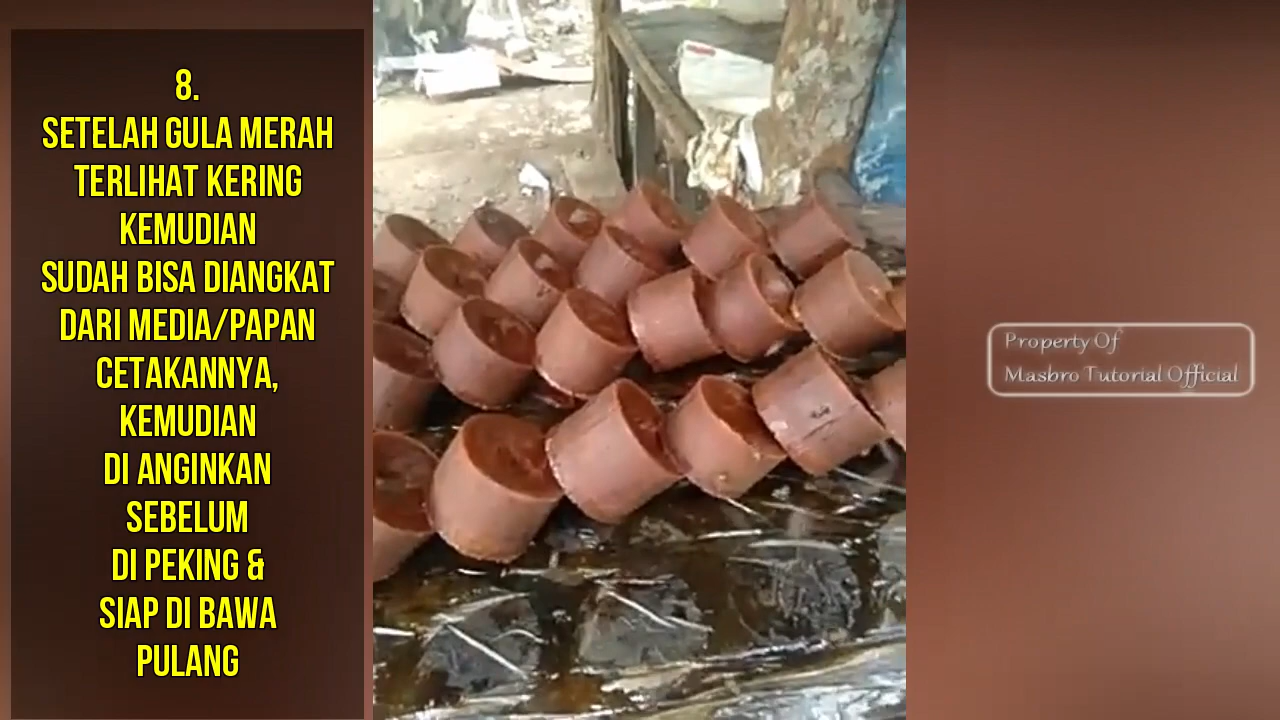 8.
SETELAH GULA MERAH
TERLIHAT KERING
KEMUDIAN
SUDAH BISA DIANGKAT
DARI MEDIA/PAPAN
CETAKANNYA,
KEMUDIAN
DI ANGINKAN
SEBELUM
DI PEKING &
SIAP DI BAWA
PULANG
Property Of
Masbro Tutorial Official